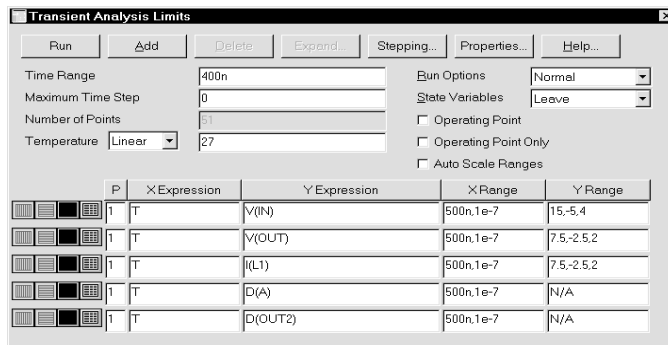 Transient Analysis Limits
Run Add Delete Expand... Stepping... Properties... Help...
Time Range 400n Run Options Normal
Maximum Time Step 0 State Variables Leave
Number of Points 51 Operating Point
Temperature Linear 27 Operating Point Only
Auto Scale Ranges
P X Expression Y Expression X Range Y Range
1 T V(IN) 500n,1e-7 15,-5,4
1 T V(OUT) 500n,1e-7 7.5,-2.5,2
1 T I(L1) 500n,1e-7 7.5,-2.5,2
1 T D(A) 500n,1e-7 N/A
1 T D(OUT2) 500n,1e-7 N/A